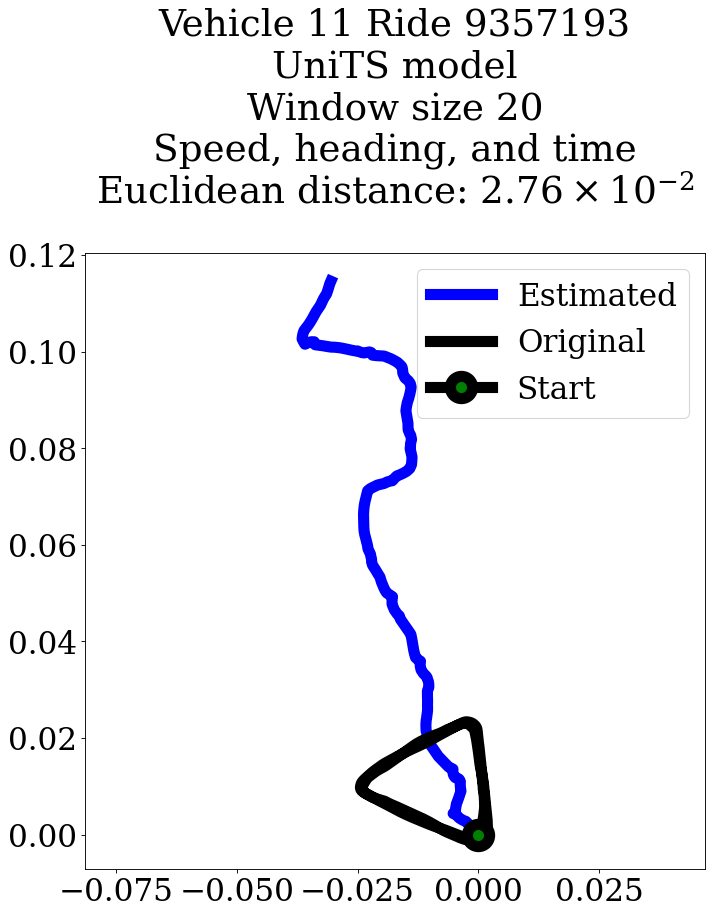 Vehicle 11 Ride 9357193
UniTS model
Window size 20
Speed, heading, and time
Euclidean distance: 2.76 × 10⁻²
0.12
0.10
0.08
0.06
0.04
0.02
0.00
Estimated
Original
Start
−0.075 −0.050 −0.025 0.000 0.025